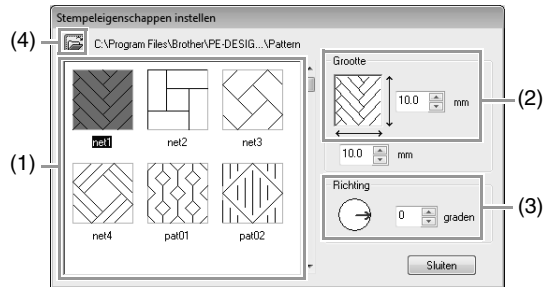 Stempeleigenschappen instellen
(4)
C:\Program Files\Brother\PE-DESIG...\Pattern
(1)
net1 net2 net3
net4 pat01 pat02
Grootte
10.0 mm
(2)
10.0 mm
Richting
0 graden
(3)
Sluiten